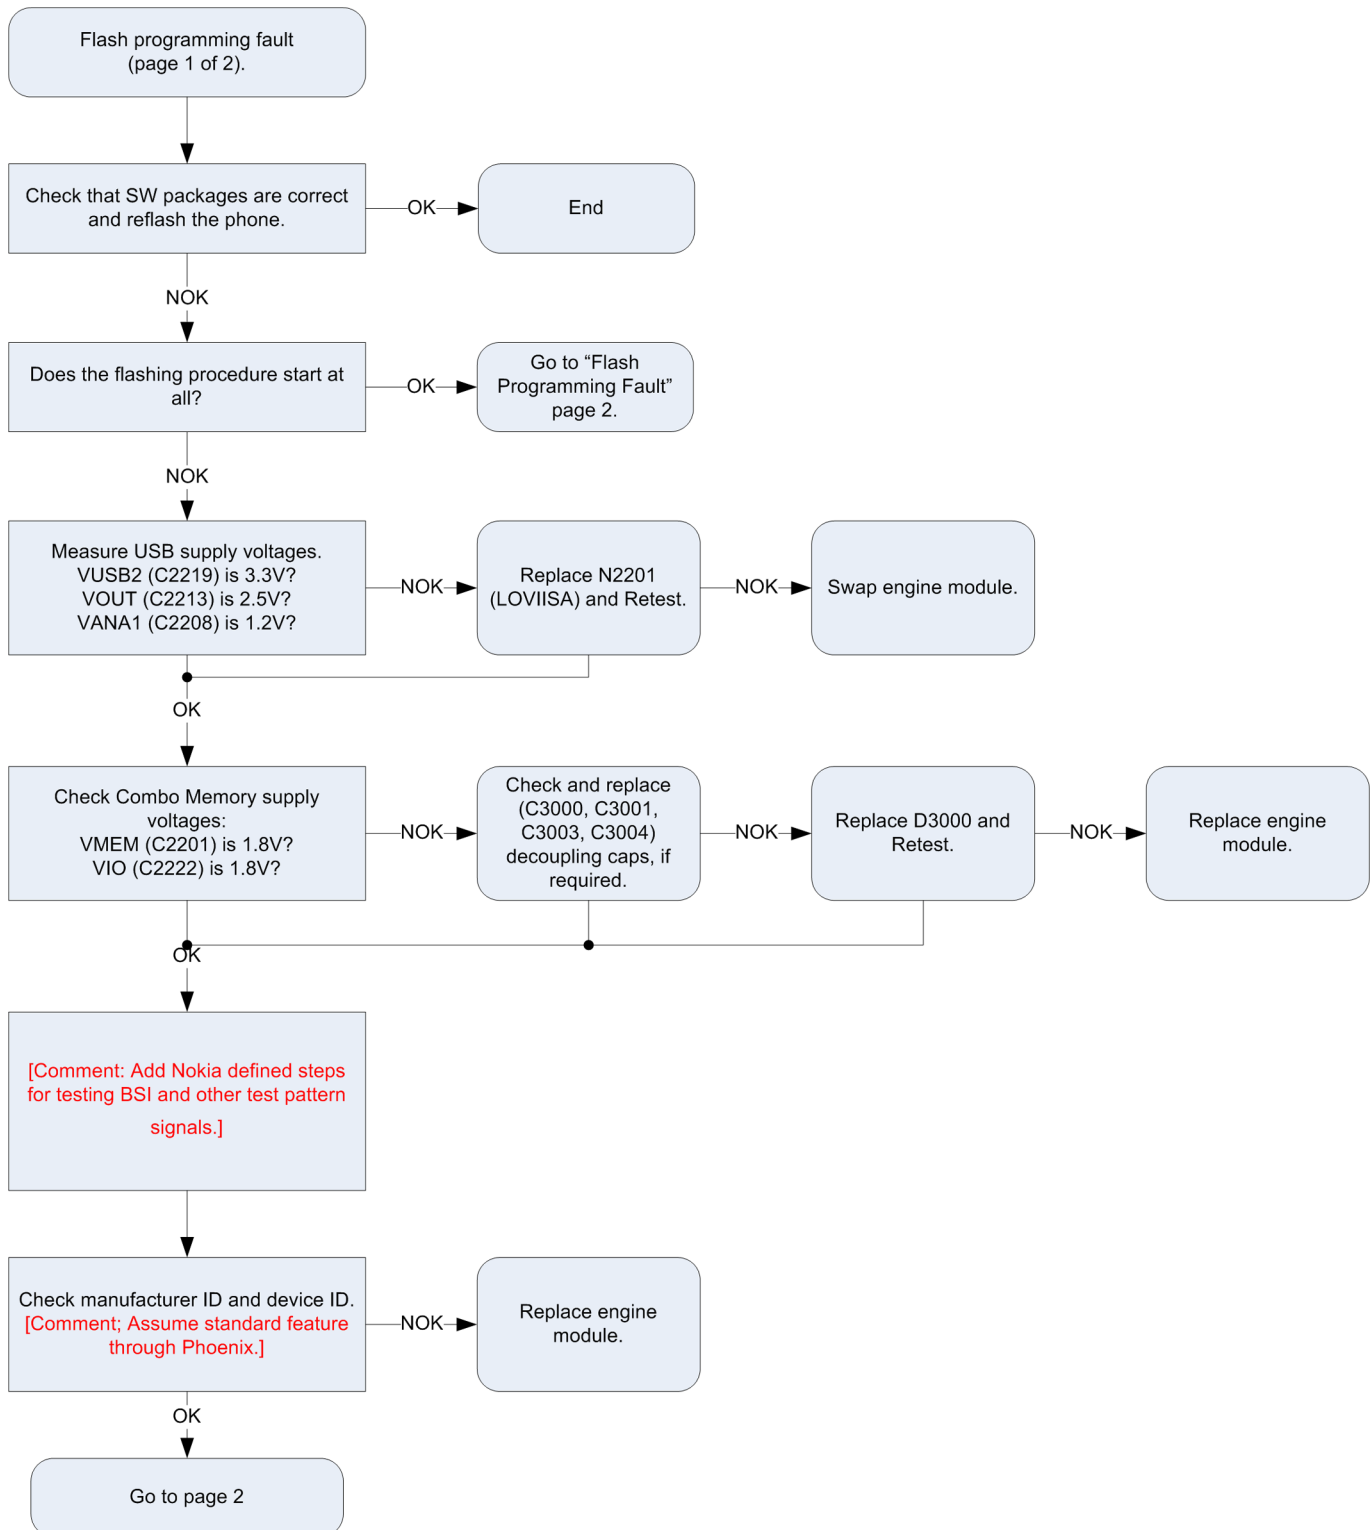 Flash programming fault
(page 1 of 2).
Check that SW packages are correct
and reflash the phone.
OK
End
NOK
Does the flashing procedure start at
all?
OK
Go to “Flash
Programming Fault”
page 2.
NOK
Measure USB supply voltages.
VUSB2 (C2219) is 3.3V?
VOUT (C2213) is 2.5V?
VANA1 (C2208) is 1.2V?
NOK
Replace N2201
(LOVIISA) and Retest.
NOK
Swap engine module.
OK
Check Combo Memory supply
voltages:
VMEM (C2201) is 1.8V?
VIO (C2222) is 1.8V?
NOK
Check and replace
(C3000, C3001,
C3003, C3004)
decoupling caps, if
required.
NOK
Replace D3000 and
Retest.
NOK
Replace engine
module.
OK
[Comment: Add Nokia defined steps
for testing BSI and other test pattern
signals.]
Check manufacturer ID and device ID.
[Comment; Assume standard feature
through Phoenix.]
NOK
Replace engine
module.
OK
Go to page 2